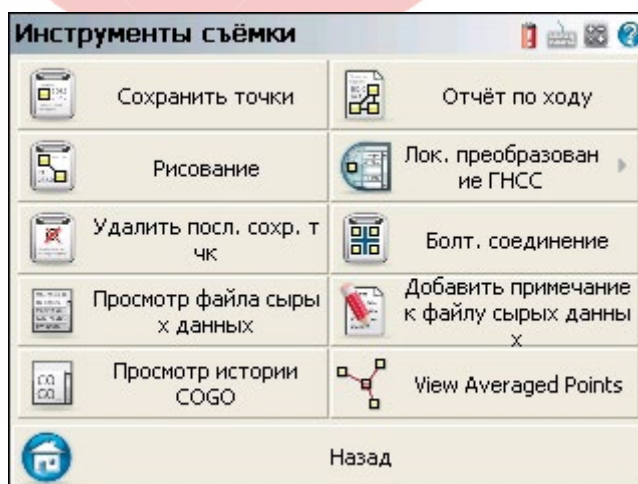 Инструменты съёмки
Сохранить точки
Отчёт по ходу
Рисование
Лок. преобразован
ие ГНСС
Удалить посл. сохр. т
чк
Болт. соединение
Просмотр файла сыры
х данных
Добавить примечание
к файлу сырых данны
х
Просмотр истории
COGO
View Averaged Points
Назад